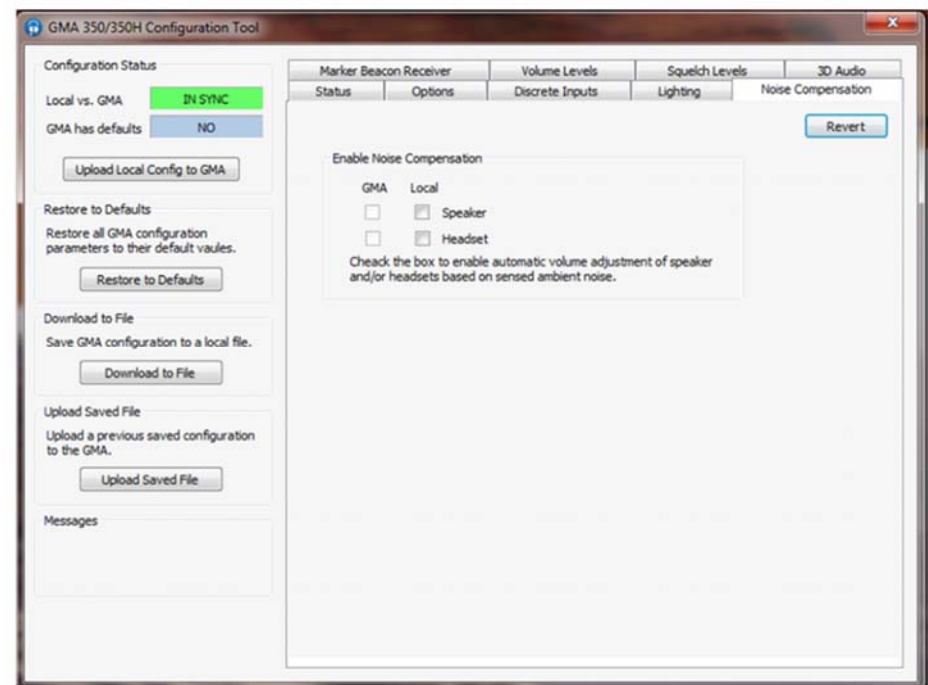 GMA 350/350H Configuration Tool
Configuration Status
Local vs. GMA IN SYNC
GMA has defaults NO
Upload Local Config to GMA
Restore to Defaults
Restore all GMA configuration
parameters to their default vaules.
Restore to Defaults
Download to File
Save GMA configuration to a local file.
Download to File
Upload Saved File
Upload a previous saved configuration
to the GMA.
Upload Saved File
Messages
Marker Beacon Receiver Volume Levels Squelch Levels 3D Audio
Status Options Discrete Inputs Lighting Noise Compensation
Revert
Enable Noise Compensation
GMA Local
Speaker
Headset
Cheack the box to enable automatic volume adjustment of speaker
and/or headsets based on sensed ambient noise.